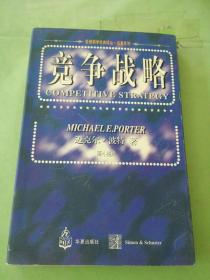 竞争战略
COMPETITIVE STRATEGY
MICHAEL E.PORTER
迈克尔·波特 著
华夏出版社
Simon & Schuster